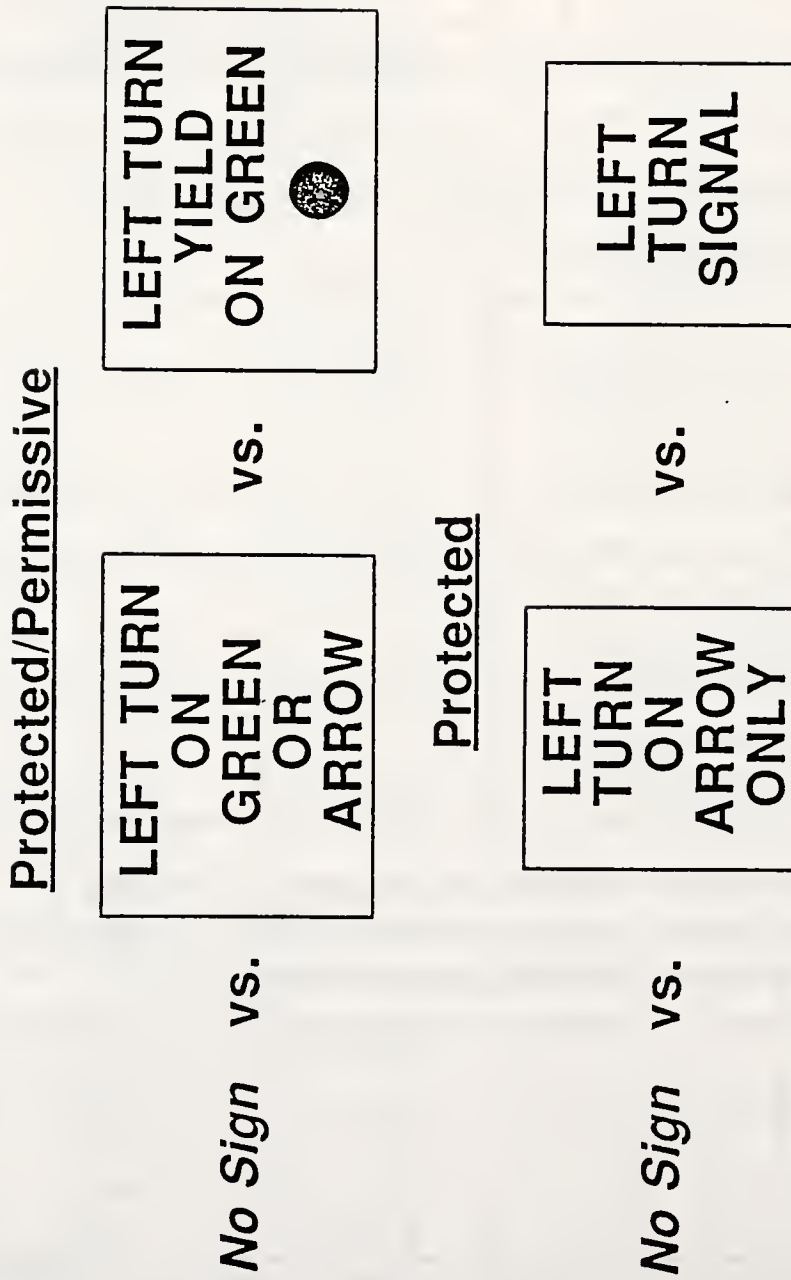 Protected/Permissive
No Sign vs.
LEFT TURN
ON
GREEN
OR
ARROW
vs.
LEFT TURN
YIELD
ON GREEN
Protected
No Sign vs.
LEFT
TURN
ON
ARROW
ONLY
vs.
LEFT
TURN
SIGNAL